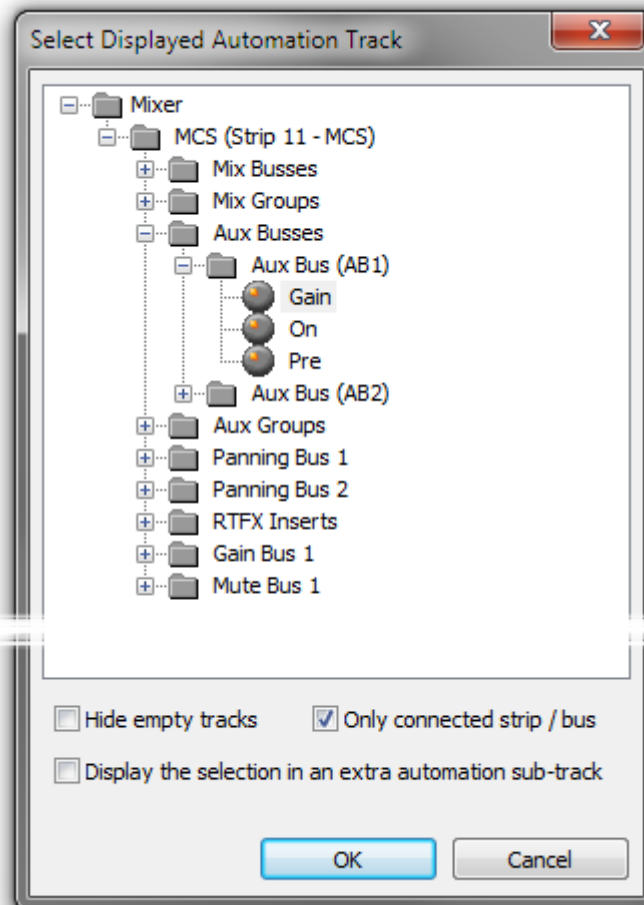 Select Displayed Automation Track
Mixer
MCS (Strip 11 - MCS)
Mix Busses
Mix Groups
Aux Busses
Aux Bus (AB1)
Gain
On
Pre
Aux Bus (AB2)
Aux Groups
Panning Bus 1
Panning Bus 2
RTFX Inserts
Gain Bus 1
Mute Bus 1
Hide empty tracks Only connected strip / bus
Display the selection in an extra automation sub-track
OK Cancel